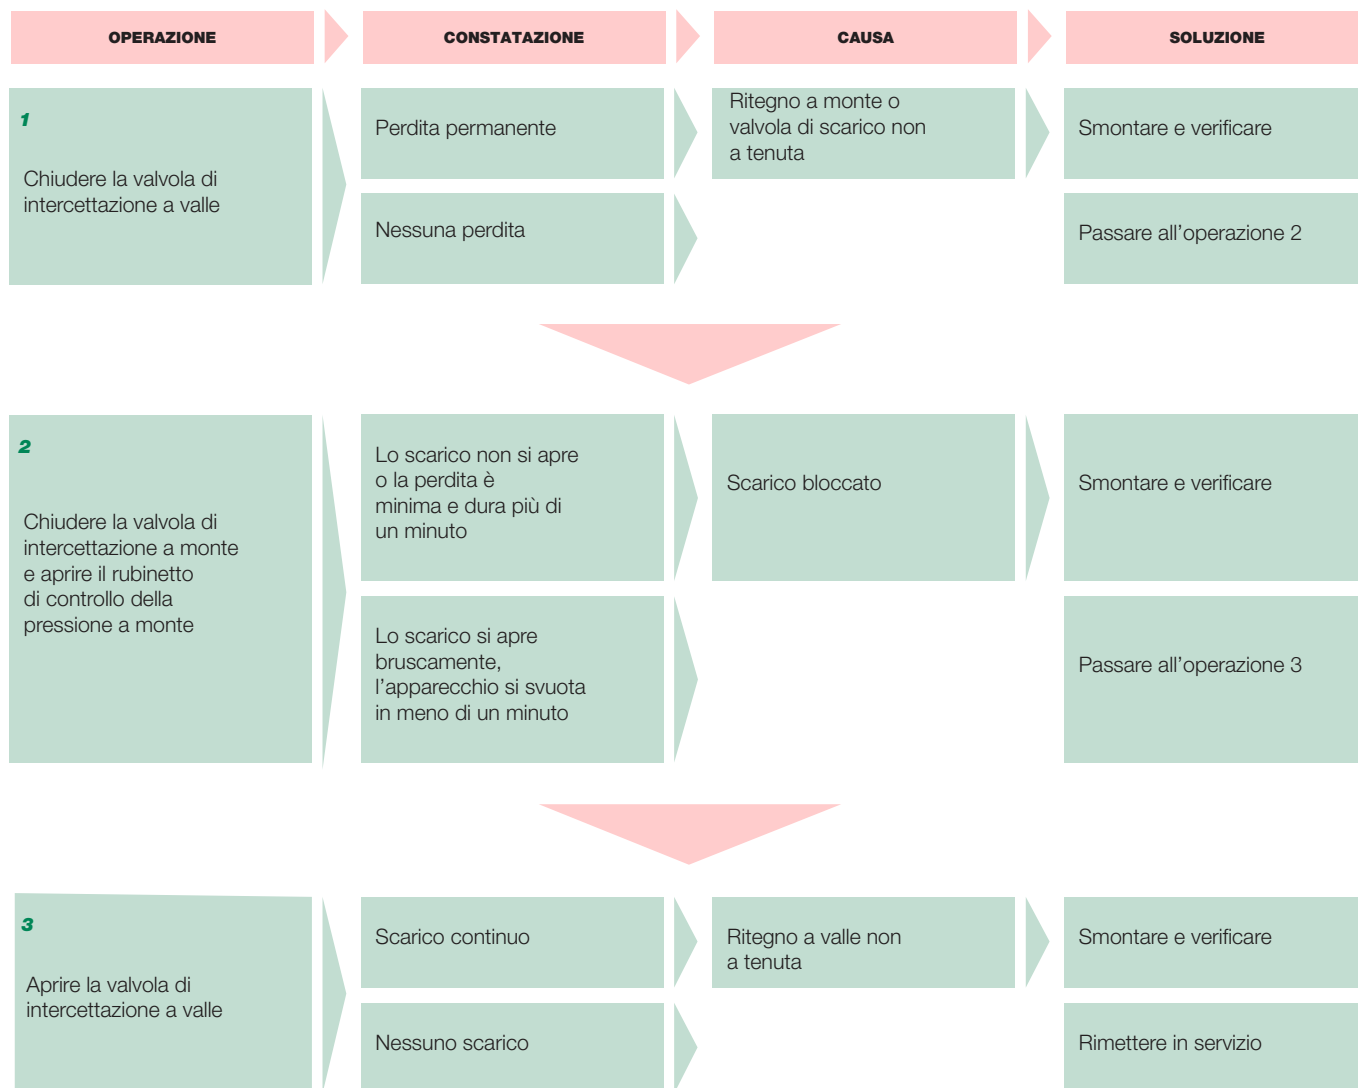 OPERAZIONE
CONSTATAZIONE
CAUSA
SOLUZIONE
1
Chiudere la valvola di
intercettazione a valle
Perdita permanente
Ritegno a monte o
valvola di scarico non
a tenuta
Smontare e verificare
Nessuna perdita
Passare all'operazione 2
2
Chiudere la valvola di
intercettazione a monte
e aprire il rubinetto
di controllo della
pressione a monte
Lo scarico non si apre
o la perdita è
minima e dura più di
un minuto
Scarico bloccato
Smontare e verificare
Lo scarico si apre
bruscamente,
l'apparecchio si svuota
in meno di un minuto
Passare all'operazione 3
3
Aprire la valvola di
intercettazione a valle
Scarico continuo
Ritegno a valle non
a tenuta
Smontare e verificare
Nessuno scarico
Rimettere in servizio